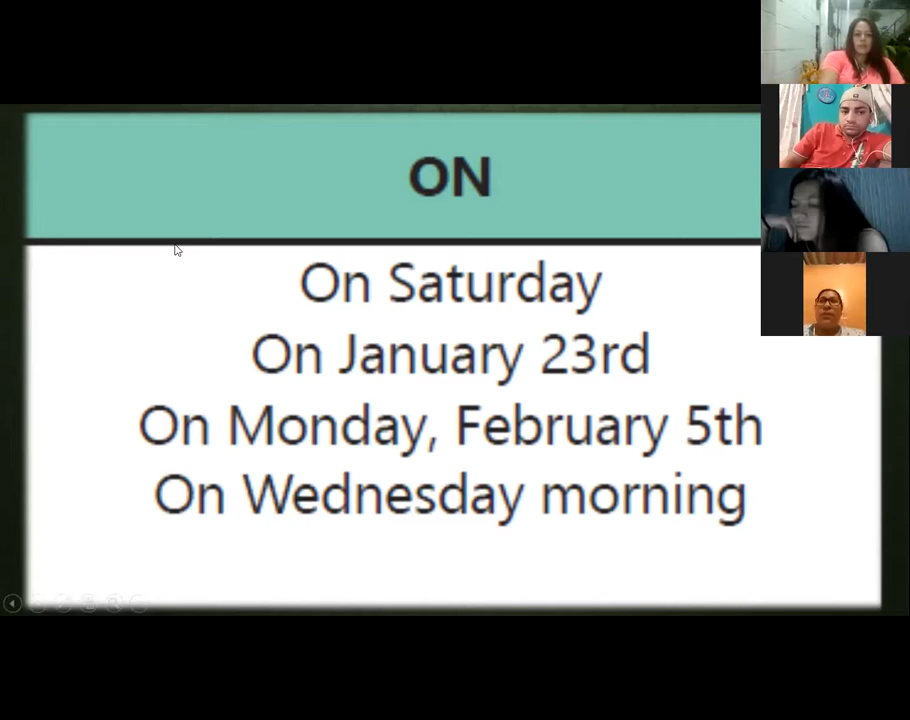 ON
On Saturday
On January 23rd
On Monday, February 5th
On Wednesday morning